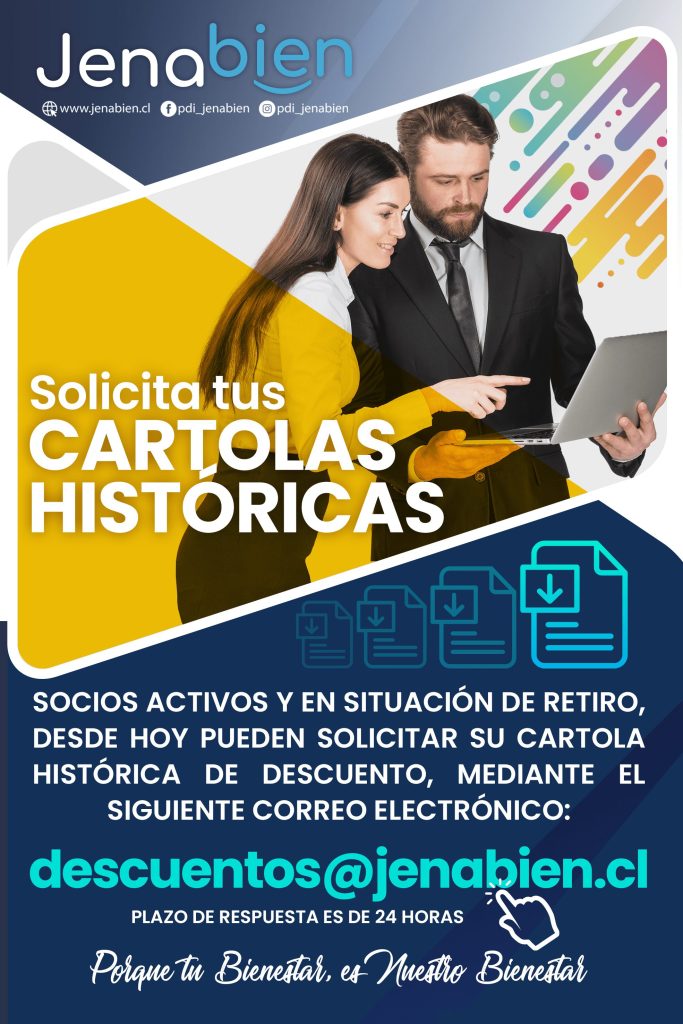 Jenabien
www.jenabien.cl pdi_jenabien pdi_jenabien
Solicita tus
CARTOLAS
HISTÓRICAS
SOCIOS ACTIVOS Y EN SITUACIÓN DE RETIRO,
DESDE HOY PUEDEN SOLICITAR SU CARTOLA
HISTÓRICA DE DESCUENTO, MEDIANTE EL
SIGUIENTE CORREO ELECTRÓNICO:
descuentos@jenabien.cl
PLAZO DE RESPUESTA ES DE 24 HORAS
Porque tu Bienestar, es Nuestro Bienestar